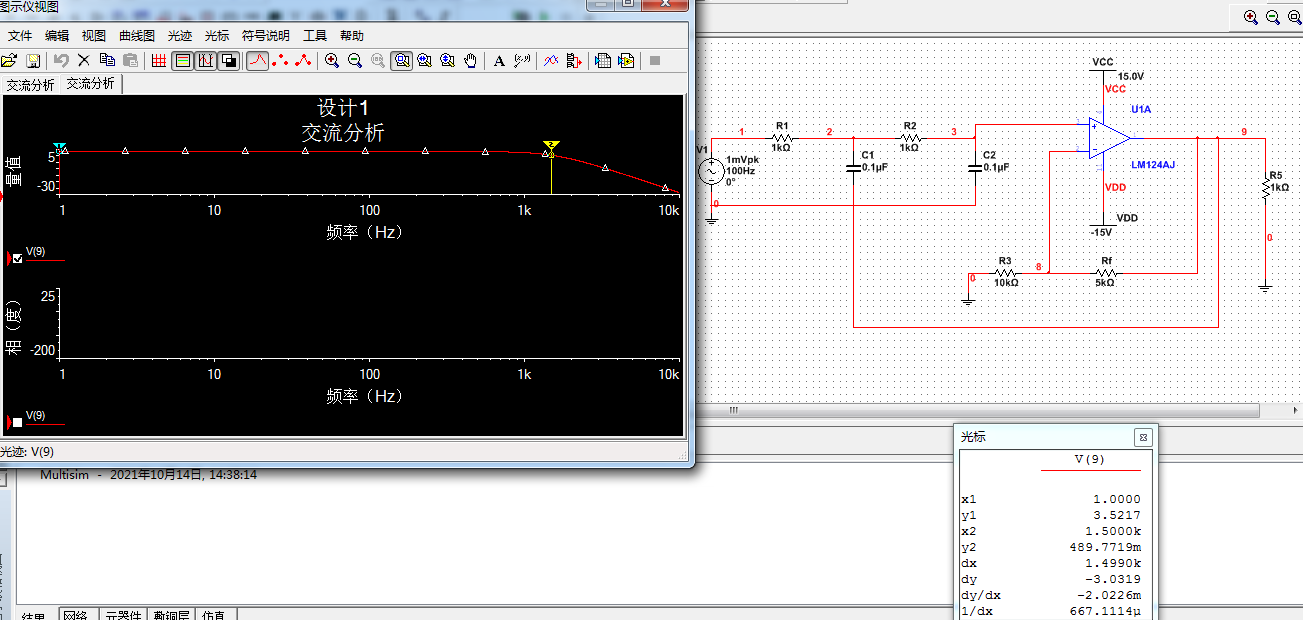 图示仪视图
文件 编辑 视图 曲线图 光迹 光标 符号说明 工具 帮助
交流分析 交流分析
设计1
交流分析
量值
5
-30
1 10 100 1k 10k
频率（Hz）
V(9)
相（度）
25
-200
1 10 100 1k 10k
频率（Hz）
V(9)
光迹: V(9)
VCC
15.0V
VCC
U1A
LM124AJ
VDD
VDD
-15V
1
R1
1kΩ
2
R2
1kΩ
3
9
V1
1mVpk
100Hz
0°
0
C1
0.1µF
C2
0.1µF
R5
1kΩ
0
R3
10kΩ
8
Rf
5kΩ
0
Multisim - 2021年10月14日, 14:38:14
光标
V(9)
x1 1.0000
y1 3.5217
x2 1.5000k
y2 489.7719m
dx 1.4990k
dy -3.0319
dy/dx -2.0226m
1/dx 667.1114µ
结果 网络 元器件 敷铜层 仿真